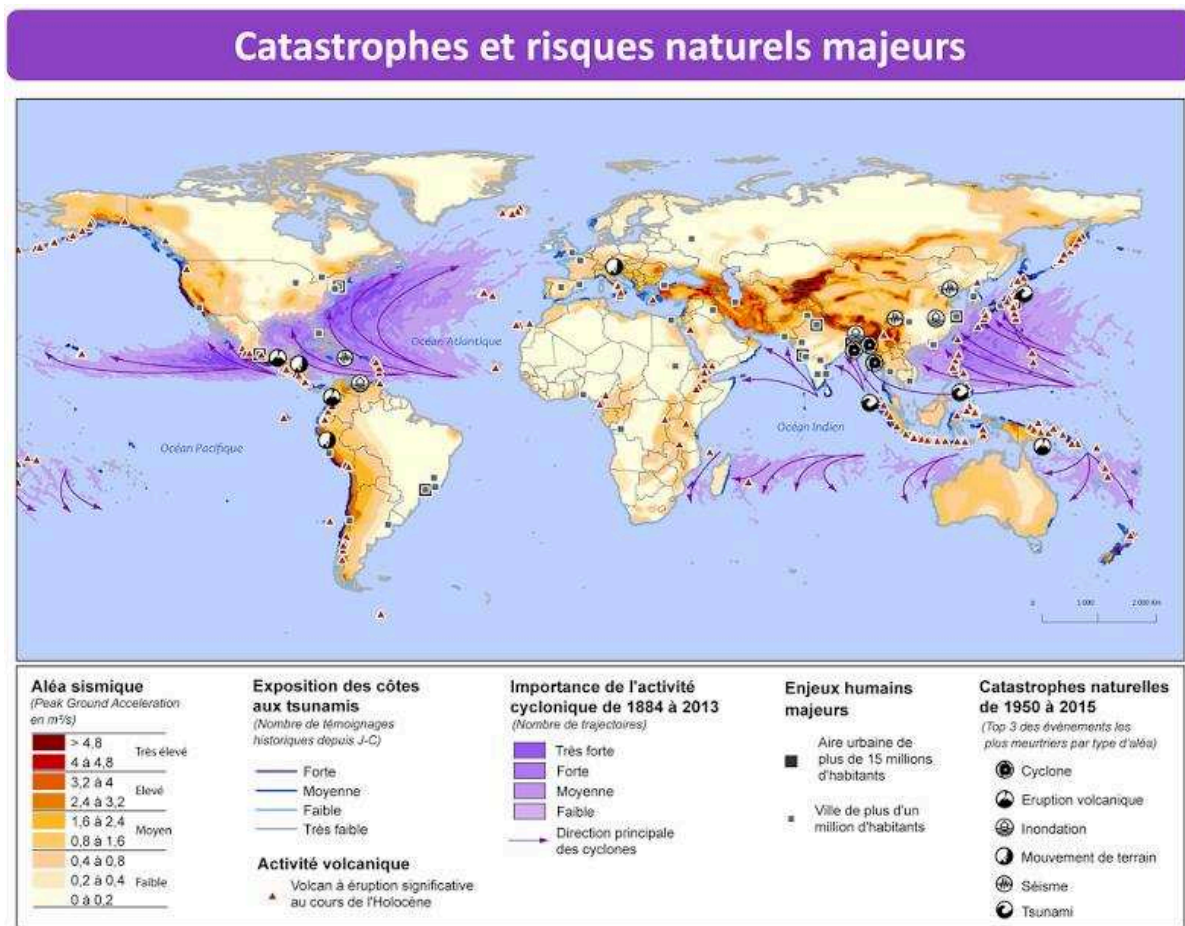 Catastrophes et risques naturels majeurs
Océan Atlantique
Océan Pacifique
Océan Indien
0 1 000 2 000 Km
Aléa sismique
(Peak Ground Acceleration
en m²/s)
> 4,8
4 à 4,8
Très élevé
3,2 à 4
2,4 à 3,2
Elevé
1,6 à 2,4
0,8 à 1,6
Moyen
0,4 à 0,8
0,2 à 0,4
0 à 0,2
Faible
Exposition des côtes
aux tsunamis
(Nombre de témoignages
historiques depuis J-C)
Forte
Moyenne
Faible
Très faible
Activité volcanique
Volcan à éruption significative
au cours de l'Holocène
Importance de l'activité
cyclonique de 1884 à 2013
(Nombre de trajectoires)
Très forte
Forte
Moyenne
Faible
Direction principale
des cyclones
Enjeux humains
majeurs
Aire urbaine de
plus de 15 millions
d'habitants
Ville de plus d'un
million d'habitants
Catastrophes naturelles
de 1950 à 2015
(Top 3 des évènements les
plus meurtriers par type d'aléa)
Cyclone
Eruption volcanique
Inondation
Mouvement de terrain
Séisme
Tsunami